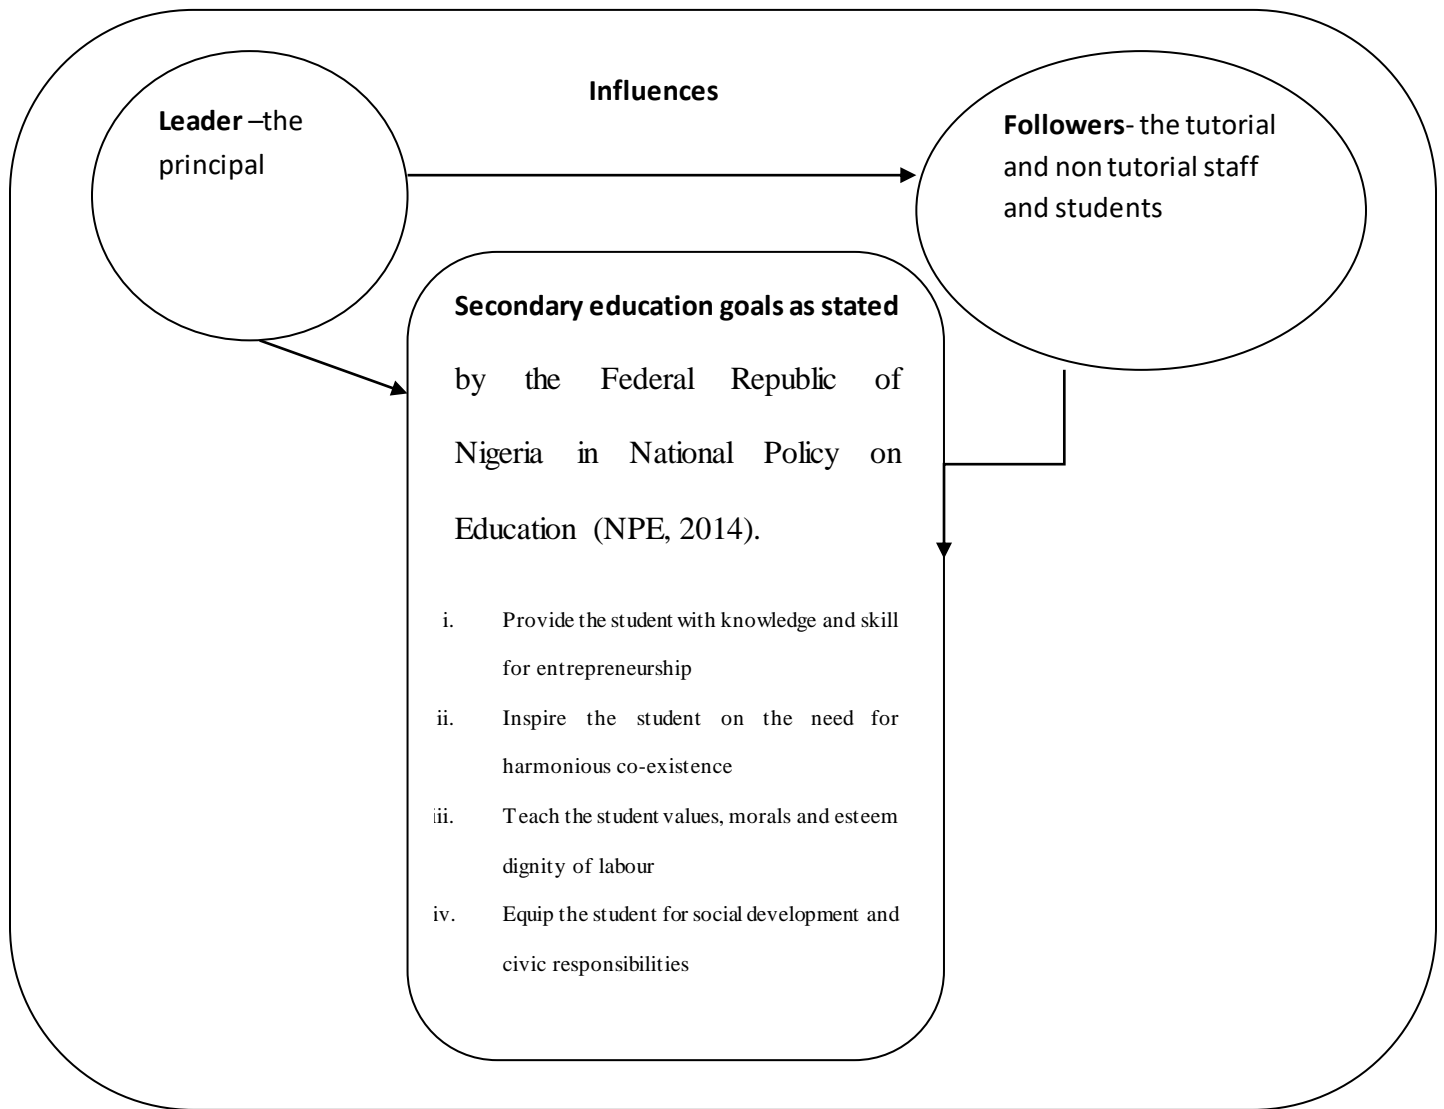 Influences
Leader –the
principal
Followers- the tutorial
and non tutorial staff
and students
Secondary education goals as stated
by the Federal Republic of
Nigeria in National Policy on
Education (NPE, 2014).
i. Provide the student with knowledge and skill
for entrepreneurship
ii. Inspire the student on the need for
harmonious co-existence
iii. Teach the student values, morals and esteem
dignity of labour
iv. Equip the student for social development and
civic responsibilities